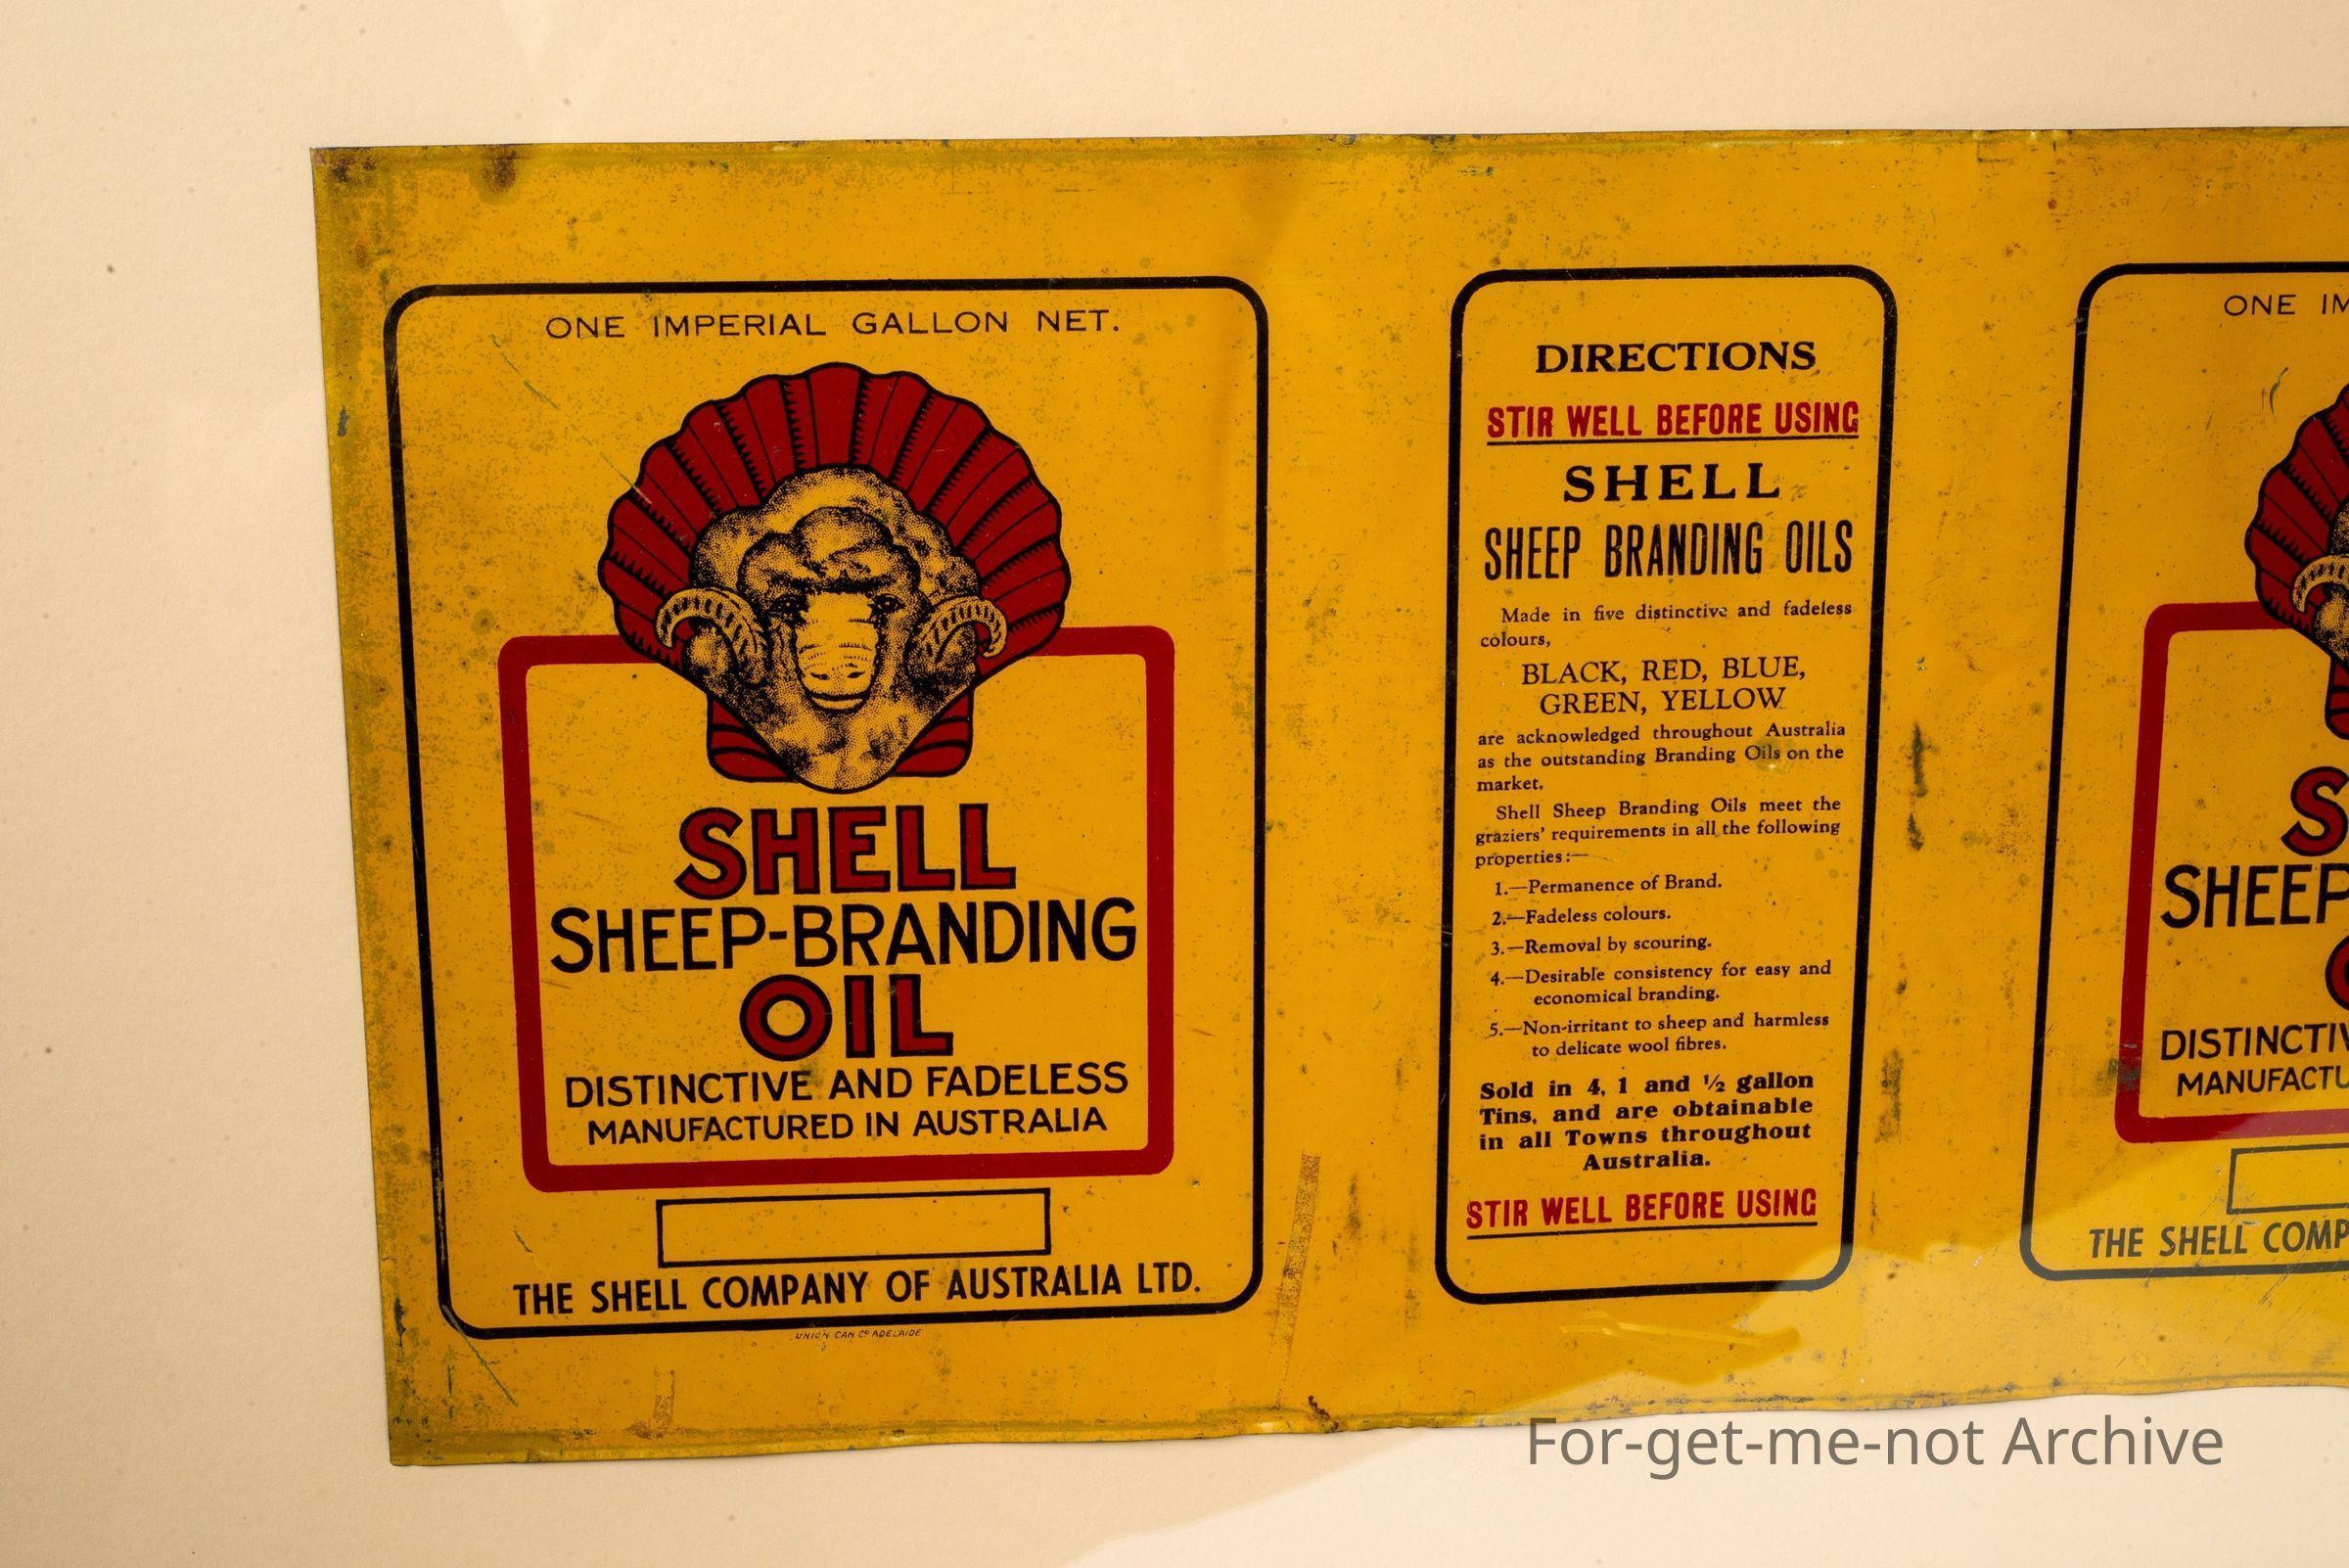 ONE IMPERIAL GALLON NET.
SHELL
SHEEP-BRANDING
OIL
DISTINCTIVE AND FADELESS
MANUFACTURED IN AUSTRALIA
THE SHELL COMPANY OF AUSTRALIA LTD.
UNION CAN Co ADELAIDE
DIRECTIONS
STIR WELL BEFORE USING
SHELL
SHEEP BRANDING OILS
Made in five distinctive and fadeless
colours,
BLACK, RED, BLUE,
GREEN, YELLOW
are acknowledged throughout Australia
as the outstanding Branding Oils on the
market.
Shell Sheep Branding Oils meet the
graziers' requirements in all the following
properties:—
1.—Permanence of Brand.
2.—Fadeless colours.
3.—Removal by scouring.
4.—Desirable consistency for easy and
economical branding.
5.—Non-irritant to sheep and harmless
to delicate wool fibres.
Sold in 4, 1 and ½ gallon
Tins, and are obtainable
in all Towns throughout
Australia.
STIR WELL BEFORE USING
ONE IM
S
SHEEP
O
DISTINCTIV
MANUFACTU
THE SHELL COMP
For-get-me-not Archive